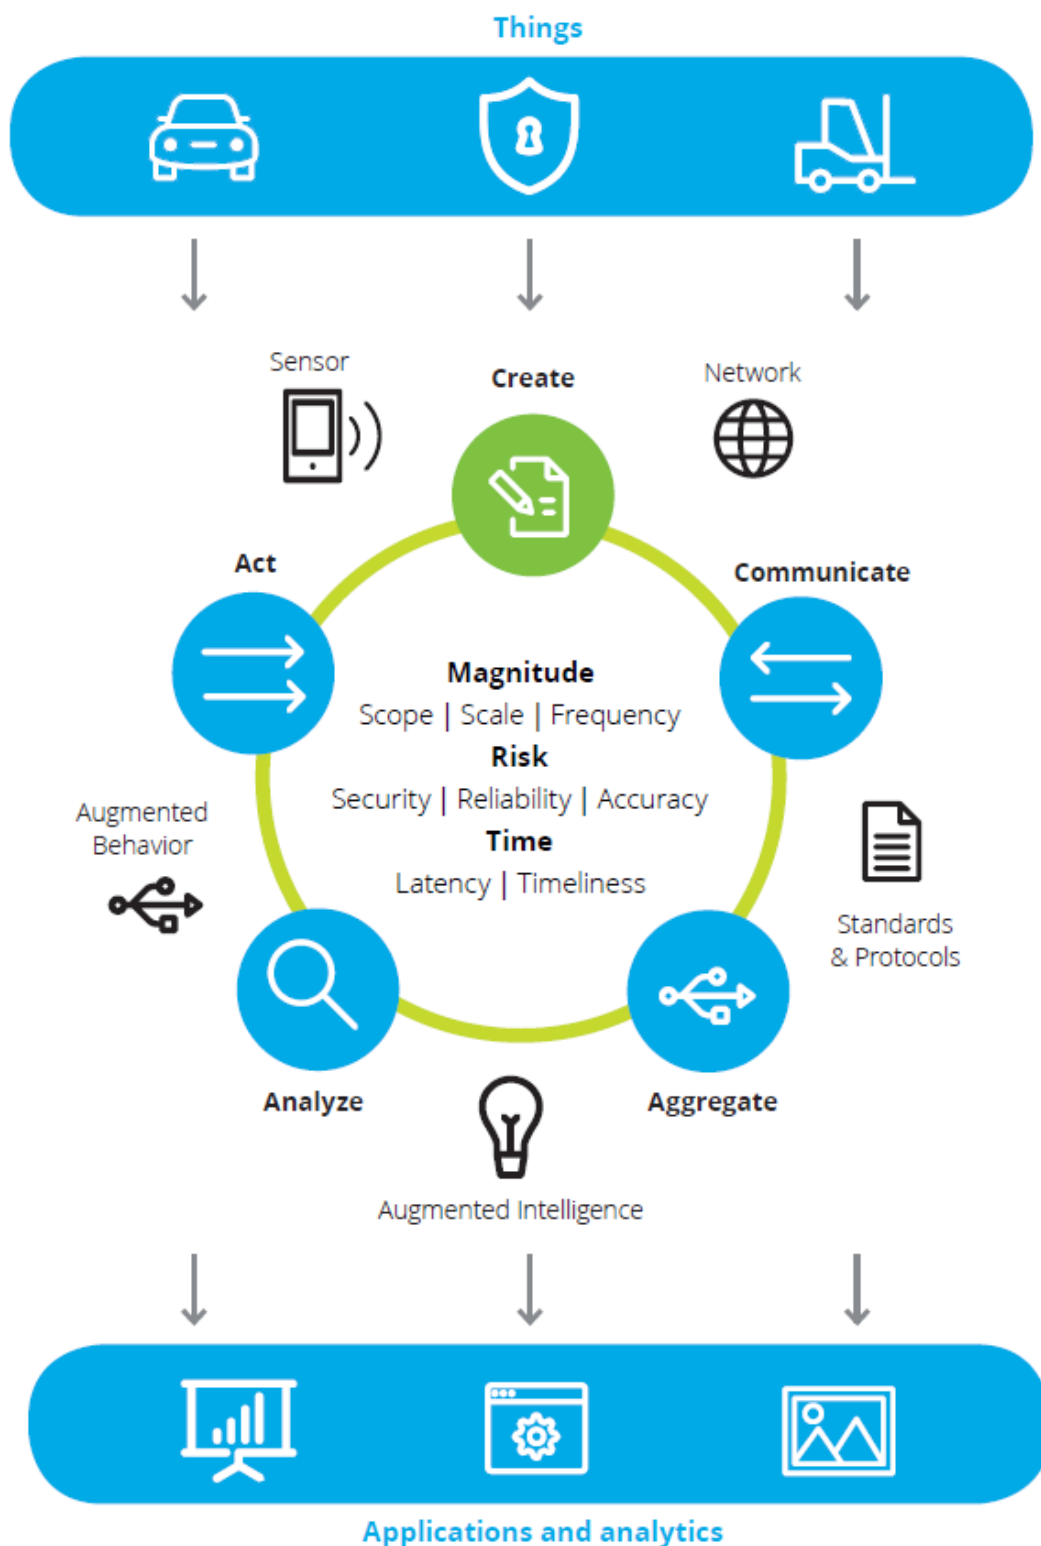 Things
Sensor
Create
Network
Act
Communicate
Magnitude
Scope | Scale | Frequency
Risk
Security | Reliability | Accuracy
Time
Latency | Timeliness
Augmented
Behavior
Standards
& Protocols
Analyze
Aggregate
Augmented Intelligence
Applications and analytics